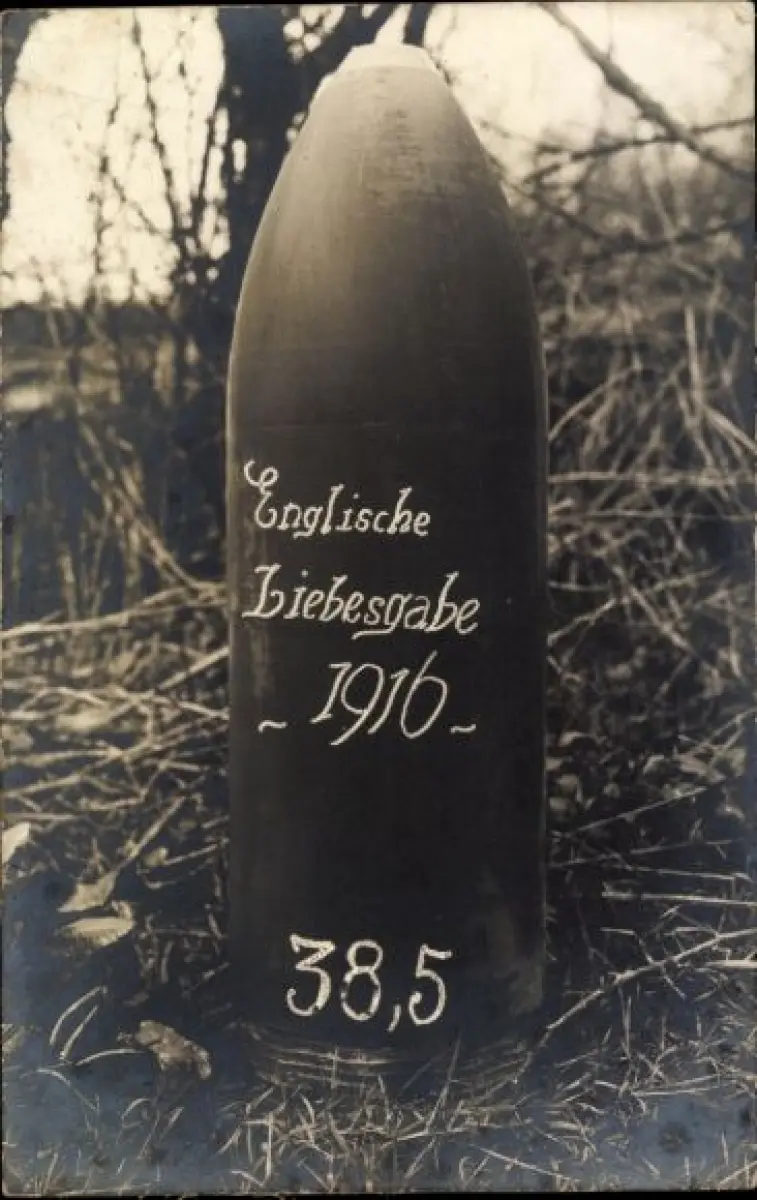 Englische
Liebesgabe
~ 1916 ~
38,5